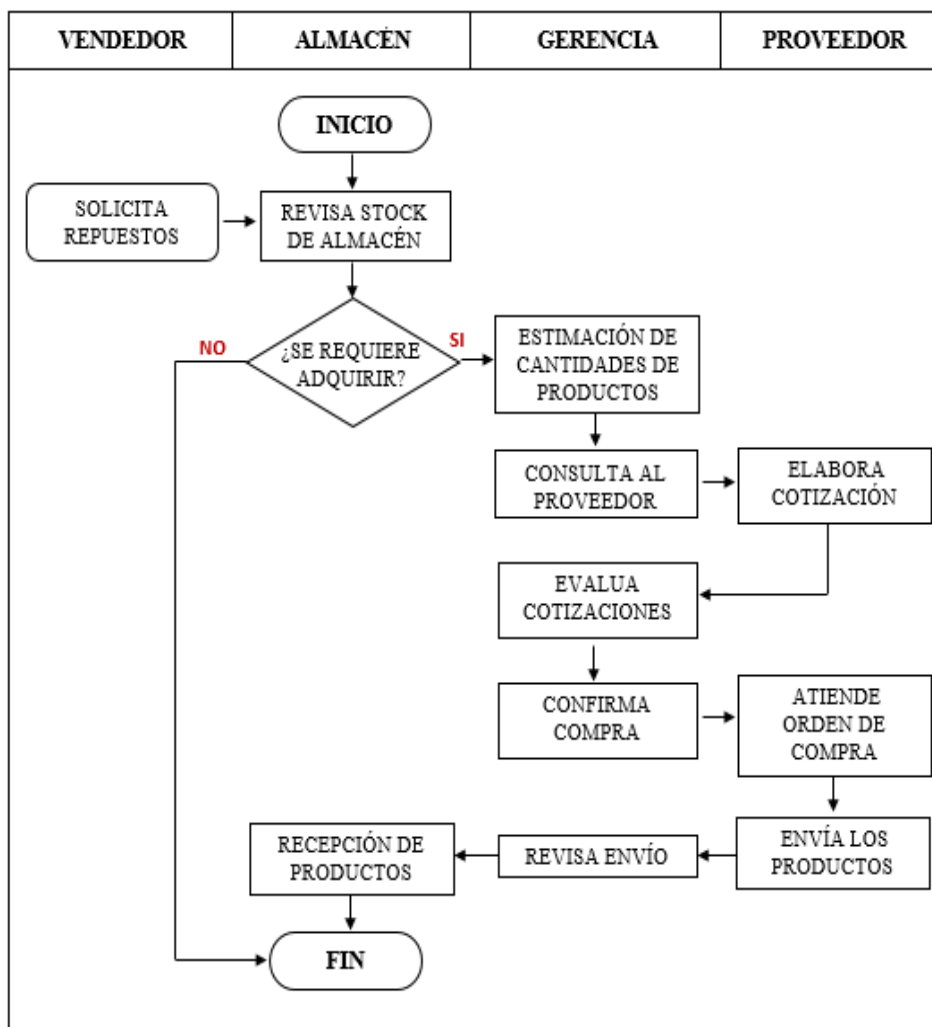 VENDEDOR
ALMACÉN
GERENCIA
PROVEEDOR
INICIO
SOLICITA
REPUESTOS
REVISA STOCK
DE ALMACÉN
NO
¿SE REQUIERE
ADQUIRIR?
SI
ESTIMACIÓN DE
CANTIDADES DE
PRODUCTOS
CONSULTA AL
PROVEEDOR
ELABORA
COTIZACIÓN
EVALUA
COTIZACIONES
CONFIRMA
COMPRA
ATIENDE
ORDEN DE
COMPRA
ENVÍA LOS
PRODUCTOS
REVISA ENVÍO
RECEPCIÓN DE
PRODUCTOS
FIN